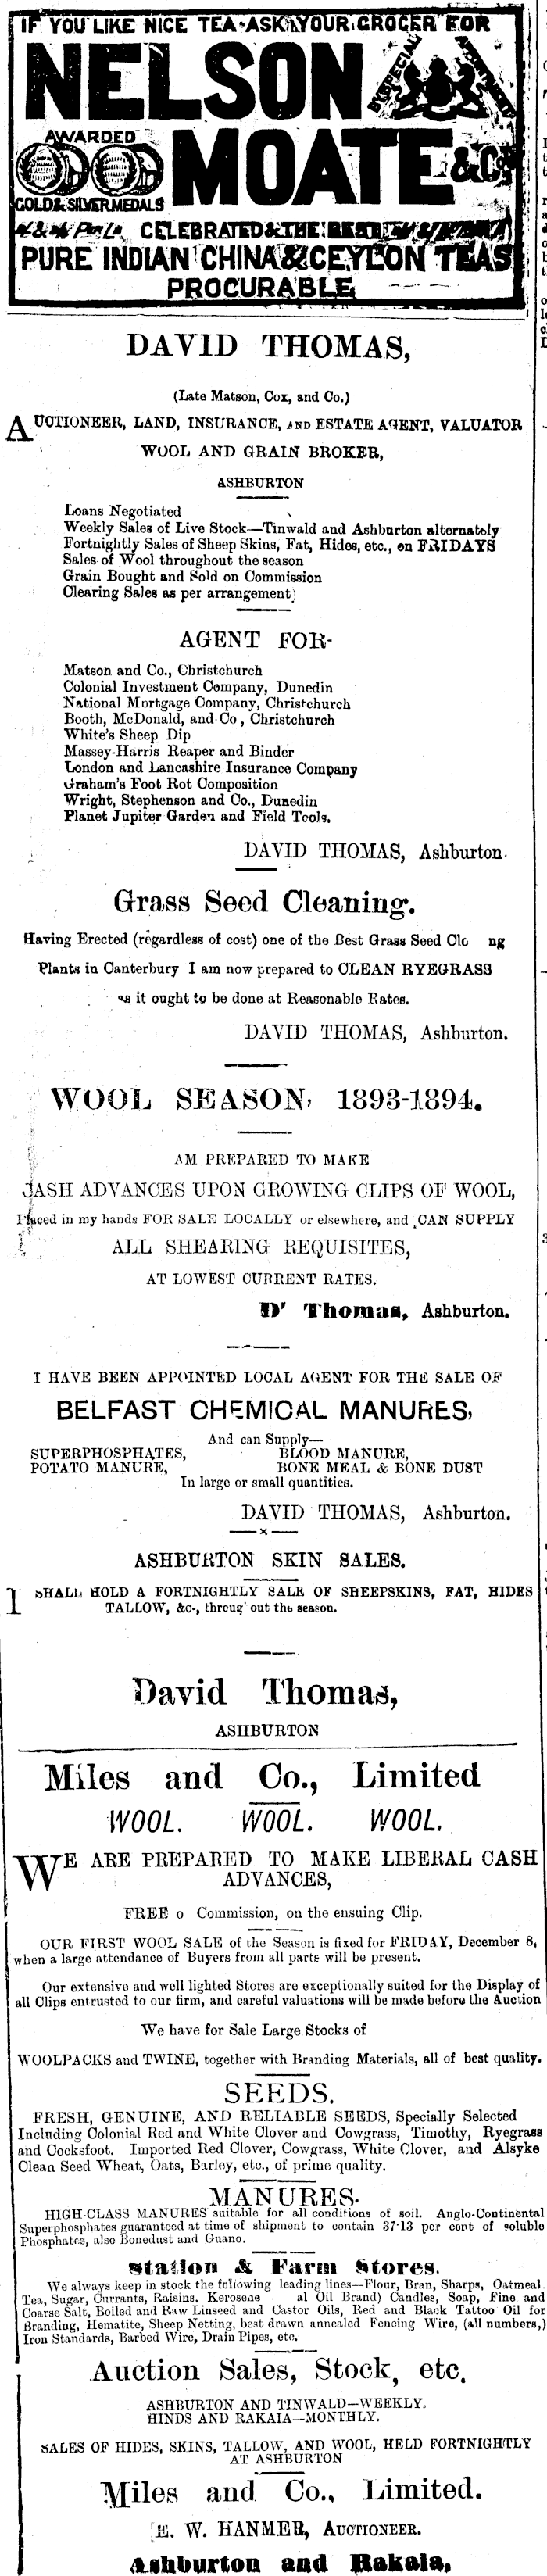 IF YOU LIKE NICE TEA-ASK YOUR GROCER FOR
NELSON
BY SPECIAL
AWARDED
MOATE & Co
GOLD & SILVER MEDALS
CELEBRATED & THE BEST
PURE INDIAN CHINA & CEYLON TEAS
PROCURABLE
DAVID THOMAS,
(Late Matson, Cox, and Co.)
AUCTIONEER, LAND, INSURANCE, AND ESTATE AGENT, VALUATOR
WOOL AND GRAIN BROKER,
ASHBURTON
Loans Negotiated
Weekly Sales of Live Stock—Tinwald and Ashburton alternately
Fortnightly Sales of Sheep Skins, Fat, Hides, etc., on FRIDAYS
Sales of Wool throughout the season
Grain Bought and Sold on Commission
Clearing Sales as per arrangement
AGENT FOR-
Matson and Co., Christchurch
Colonial Investment Company, Dunedin
National Mortgage Company, Christchurch
Booth, McDonald, and Co, Christchurch
White's Sheep Dip
Massey-Harris Reaper and Binder
London and Lancashire Insurance Company
Graham's Foot Rot Composition
Wright, Stephenson and Co., Dunedin
Planet Jupiter Garden and Field Tools.
DAVID THOMAS, Ashburton.
Grass Seed Cleaning.
Having Erected (regardless of cost) one of the Best Grass Seed Cle ng
Plants in Canterbury I am now prepared to CLEAN RYEGRASS
as it ought to be done at Reasonable Rates.
DAVID THOMAS, Ashburton.
WOOL SEASON, 1893-1894.
AM PREPARED TO MAKE
CASH ADVANCES UPON GROWING CLIPS OF WOOL,
Placed in my hands FOR SALE LOCALLY or elsewhere, and CAN SUPPLY
ALL SHEARING REQUISITES,
AT LOWEST CURRENT RATES.
D' Thomas, Ashburton.
I HAVE BEEN APPOINTED LOCAL AGENT FOR THE SALE OF
BELFAST CHEMICAL MANURES,
And can Supply—
SUPERPHOSPHATES, BLOOD MANURE,
POTATO MANURE, BONE MEAL & BONE DUST
In large or small quantities.
DAVID THOMAS, Ashburton.
ASHBURTON SKIN SALES.
I SHALL HOLD A FORTNIGHTLY SALE OF SHEEPSKINS, FAT, HIDES
TALLOW, &c-, throug' out the season.
David Thomas,
ASHBURTON
Miles and Co., Limited
WOOL. WOOL. WOOL.
WE ARE PREPARED TO MAKE LIBERAL CASH
ADVANCES,
FREE o Commission, on the ensuing Clip.
OUR FIRST WOOL SALE of the Season is fixed for FRIDAY, December 8,
when a large attendance of Buyers from all parts will be present.
Our extensive and well lighted Stores are exceptionally suited for the Display of
all Clips entrusted to our firm, and careful valuations will be made before the Auction
We have for Sale Large Stocks of
WOOLPACKS and TWINE, together with Branding Materials, all of best quality.
SEEDS.
FRESH, GENUINE, AND RELIABLE SEEDS, Specially Selected
Including Colonial Red and White Clover and Cowgrass, Timothy, Ryegrass
and Cocksfoot. Imported Red Clover, Cowgrass, White Clover, and Alsyke
Clean Seed Wheat, Oats, Barley, etc., of prime quality.
MANURES.
HIGH-CLASS MANURES suitable for all conditions of soil. Anglo-Continental
Superphosphates guaranteed at time of shipment to contain 37·13 per cent of soluble
Phosphates, also Bonedust and Guano.
Station & Farm Stores.
We always keep in stock the following leading lines—Flour, Bran, Sharps, Oatmeal
Tea, Sugar, Currants, Raisins, Kerosene al Oil Brand) Candles, Soap, Fine and
Coarse Salt, Boiled and Raw Linseed and Castor Oils, Red and Black Tattoo Oil for
Branding, Hematite, Sheep Netting, best drawn annealed Fencing Wire, (all numbers,)
Iron Standards, Barbed Wire, Drain Pipes, etc.
Auction Sales, Stock, etc.
ASHBURTON AND TINWALD—WEEKLY.
HINDS AND RAKAIA—MONTHLY.
SALES OF HIDES, SKINS, TALLOW, AND WOOL, HELD FORTNIGHTLY
AT ASHBURTON
Miles and Co., Limited.
E. W. HANMER, AUCTIONEER.
Ashburton and Rakaia,